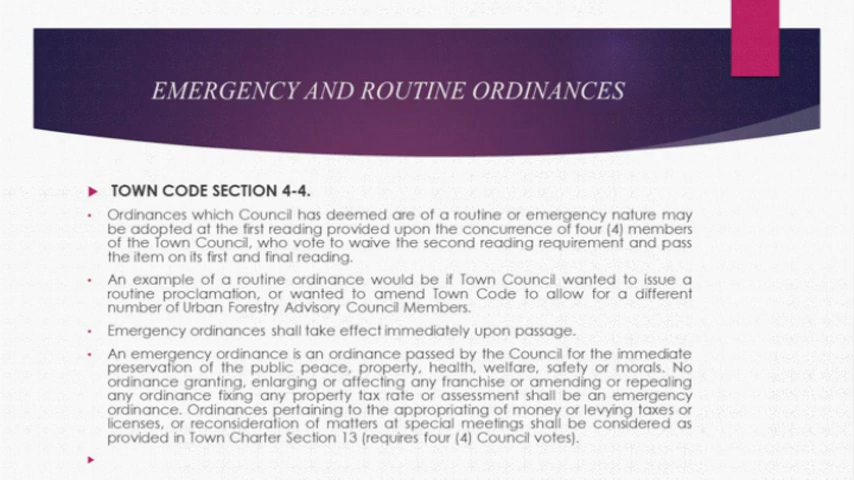 EMERGENCY AND ROUTINE ORDINANCES
TOWN CODE SECTION 4-4.
Ordinances which Council has deemed are of a routine or emergency nature may
be adopted at the first reading provided upon the concurrence of four (4) members
of the Town Council, who vote to waive the second reading requirement and pass
the item on its first and final reading.
An example of a routine ordinance would be if Town Council wanted to issue a
routine proclamation, or wanted to amend Town Code to allow for a different
number of Urban Forestry Advisory Council Members.
Emergency ordinances shall take effect immediately upon passage.
An emergency ordinance is an ordinance passed by the Council for the immediate
preservation of the public peace, property, health, welfare, safety or morals. No
ordinance granting, enlarging or affecting any franchise or amending or repealing
any ordinance fixing any property tax rate or assessment shall be an emergency
ordinance. Ordinances pertaining to the appropriating of money or levying taxes or
licenses, or reconsideration of matters at special meetings shall be considered as
provided in Town Charter Section 13 (requires four (4) Council votes).